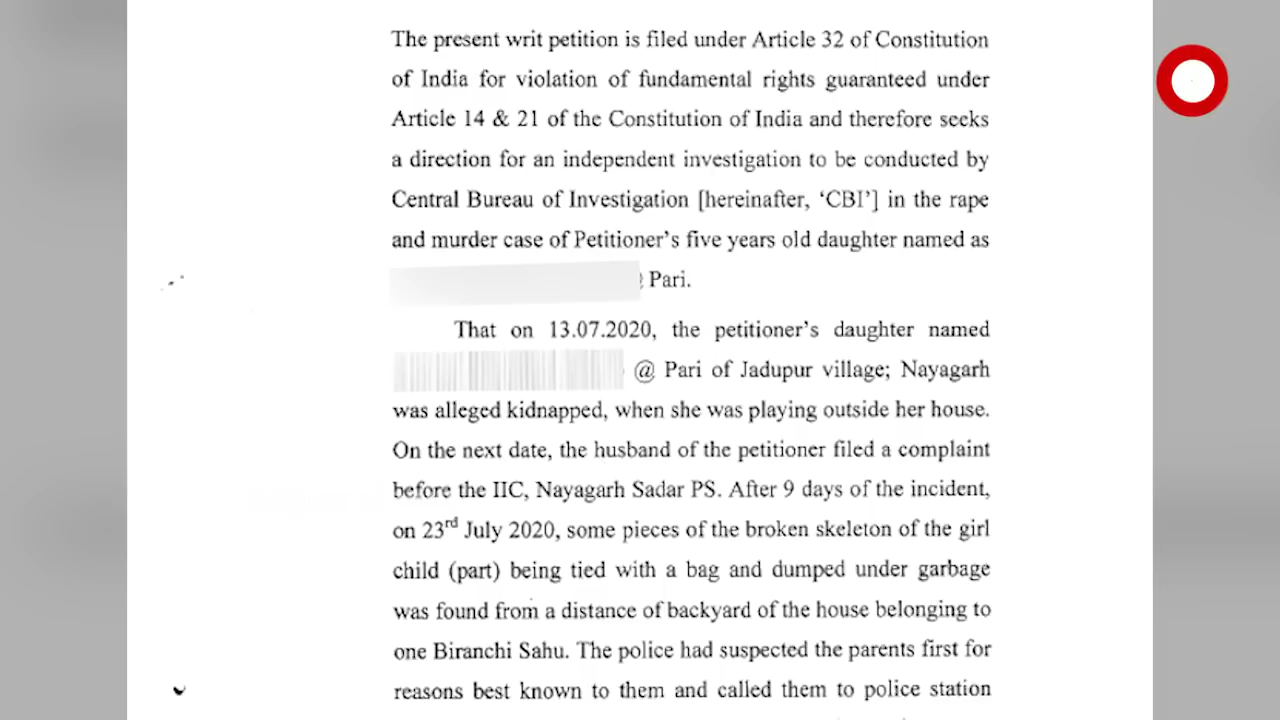 The present writ petition is filed under Article 32 of Constitution
of India for violation of fundamental rights guaranteed under
Article 14 & 21 of the Constitution of India and therefore seeks
a direction for an independent investigation to be conducted by
Central Bureau of Investigation [hereinafter, ‘CBI’] in the rape
and murder case of Petitioner’s five years old daughter named as
Pari.
That on 13.07.2020, the petitioner’s daughter named
@ Pari of Jadupur village; Nayagarh
was alleged kidnapped, when she was playing outside her house.
On the next date, the husband of the petitioner filed a complaint
before the IIC, Nayagarh Sadar PS. After 9 days of the incident,
on 23rd July 2020, some pieces of the broken skeleton of the girl
child (part) being tied with a bag and dumped under garbage
was found from a distance of backyard of the house belonging to
one Biranchi Sahu. The police had suspected the parents first for
reasons best known to them and called them to police station